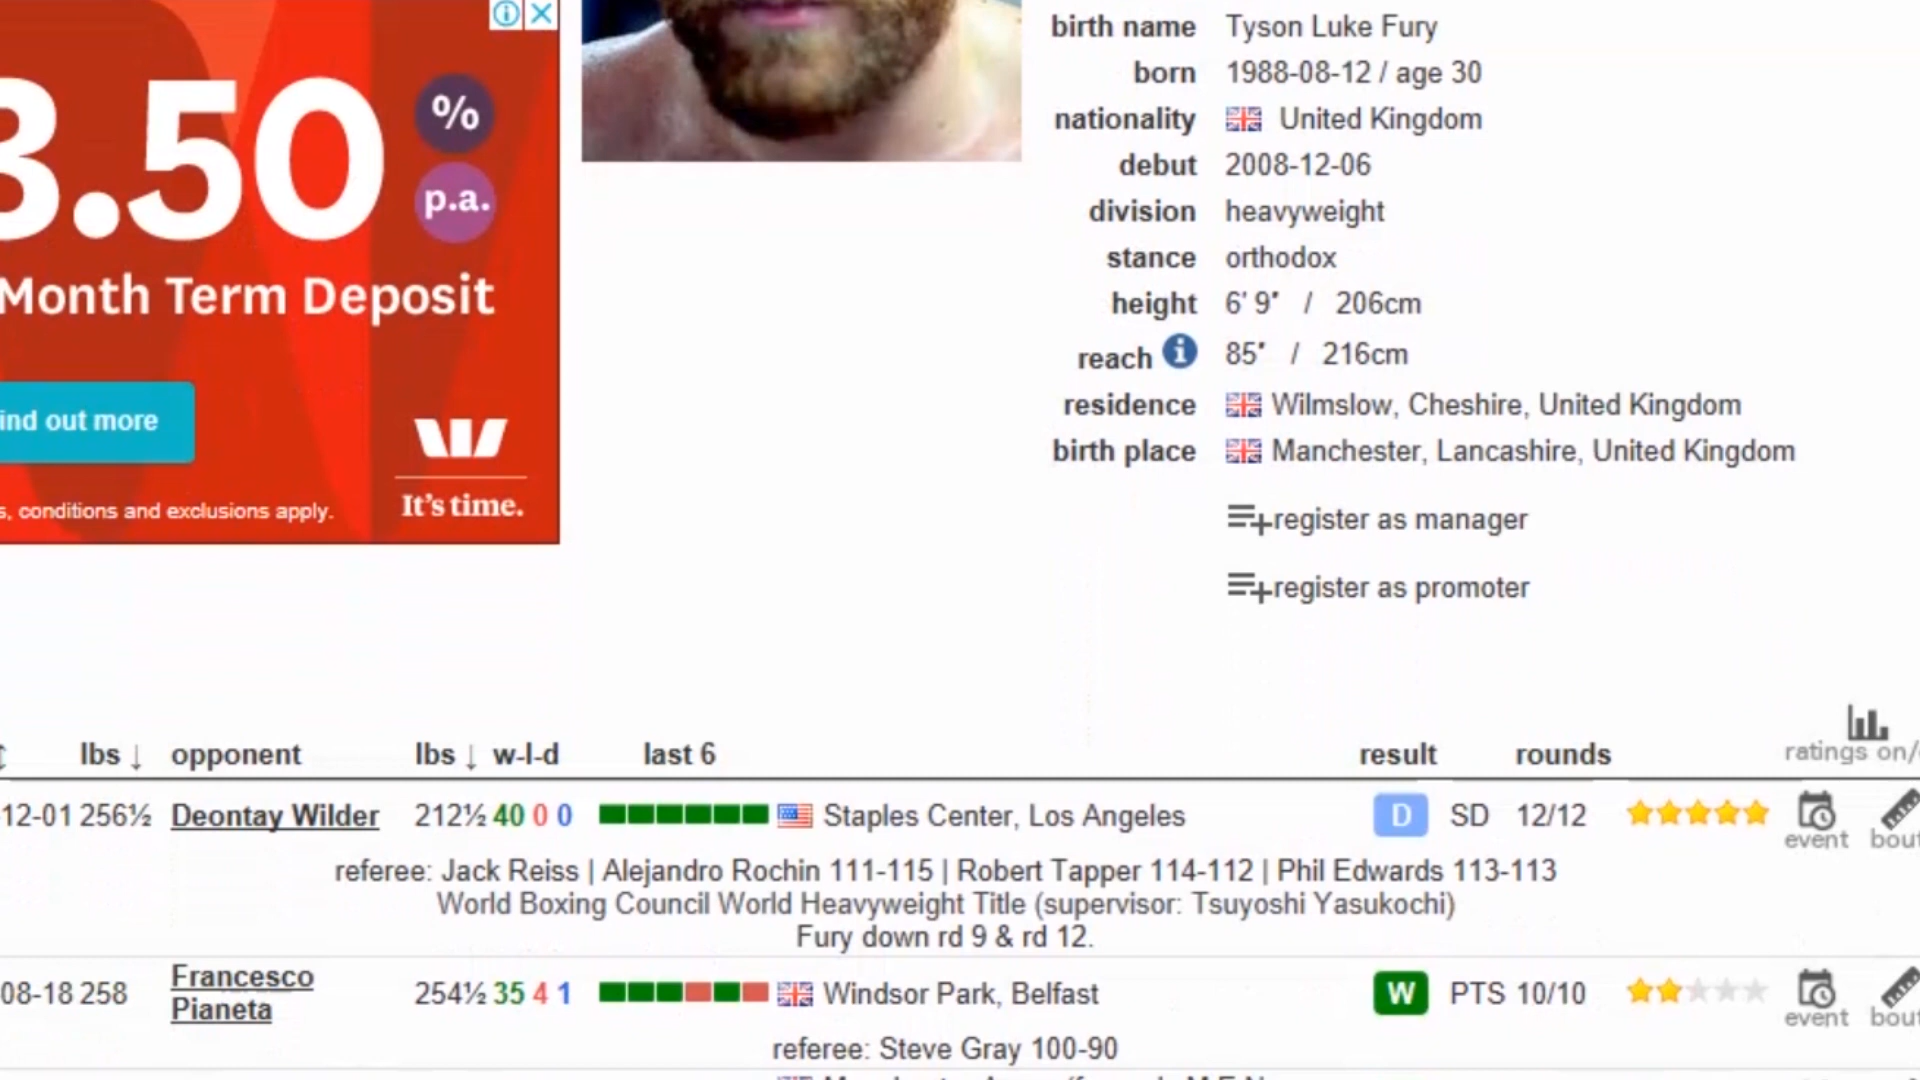 3.50 % p.a.
Month Term Deposit
ind out more
It's time.
s, conditions and exclusions apply.
birth name Tyson Luke Fury
born 1988-08-12 / age 30
nationality United Kingdom
debut 2008-12-06
division heavyweight
stance orthodox
height 6′ 9″ / 206cm
reach 85″ / 216cm
residence Wilmslow, Cheshire, United Kingdom
birth place Manchester, Lancashire, United Kingdom
register as manager
register as promoter
lbs ↓ opponent lbs ↓ w-l-d last 6 result rounds ratings on/
12-01 256½ Deontay Wilder 212½ 40 0 0 Staples Center, Los Angeles D SD 12/12 event bout
referee: Jack Reiss | Alejandro Rochin 111-115 | Robert Tapper 114-112 | Phil Edwards 113-113
World Boxing Council World Heavyweight Title (supervisor: Tsuyoshi Yasukochi)
Fury down rd 9 & rd 12.
08-18 258 Francesco Pianeta 254½ 35 4 1 Windsor Park, Belfast W PTS 10/10 event bout
referee: Steve Gray 100-90